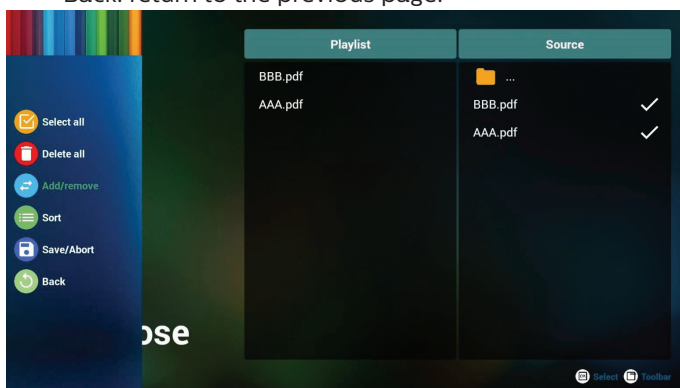 Back: return to the previous page.
Playlist
Source
BBB.pdf
AAA.pdf
...
BBB.pdf
AAA.pdf
Select all
Delete all
Add/remove
Sort
Save/Abort
Back
ose
OK Select Toolbar